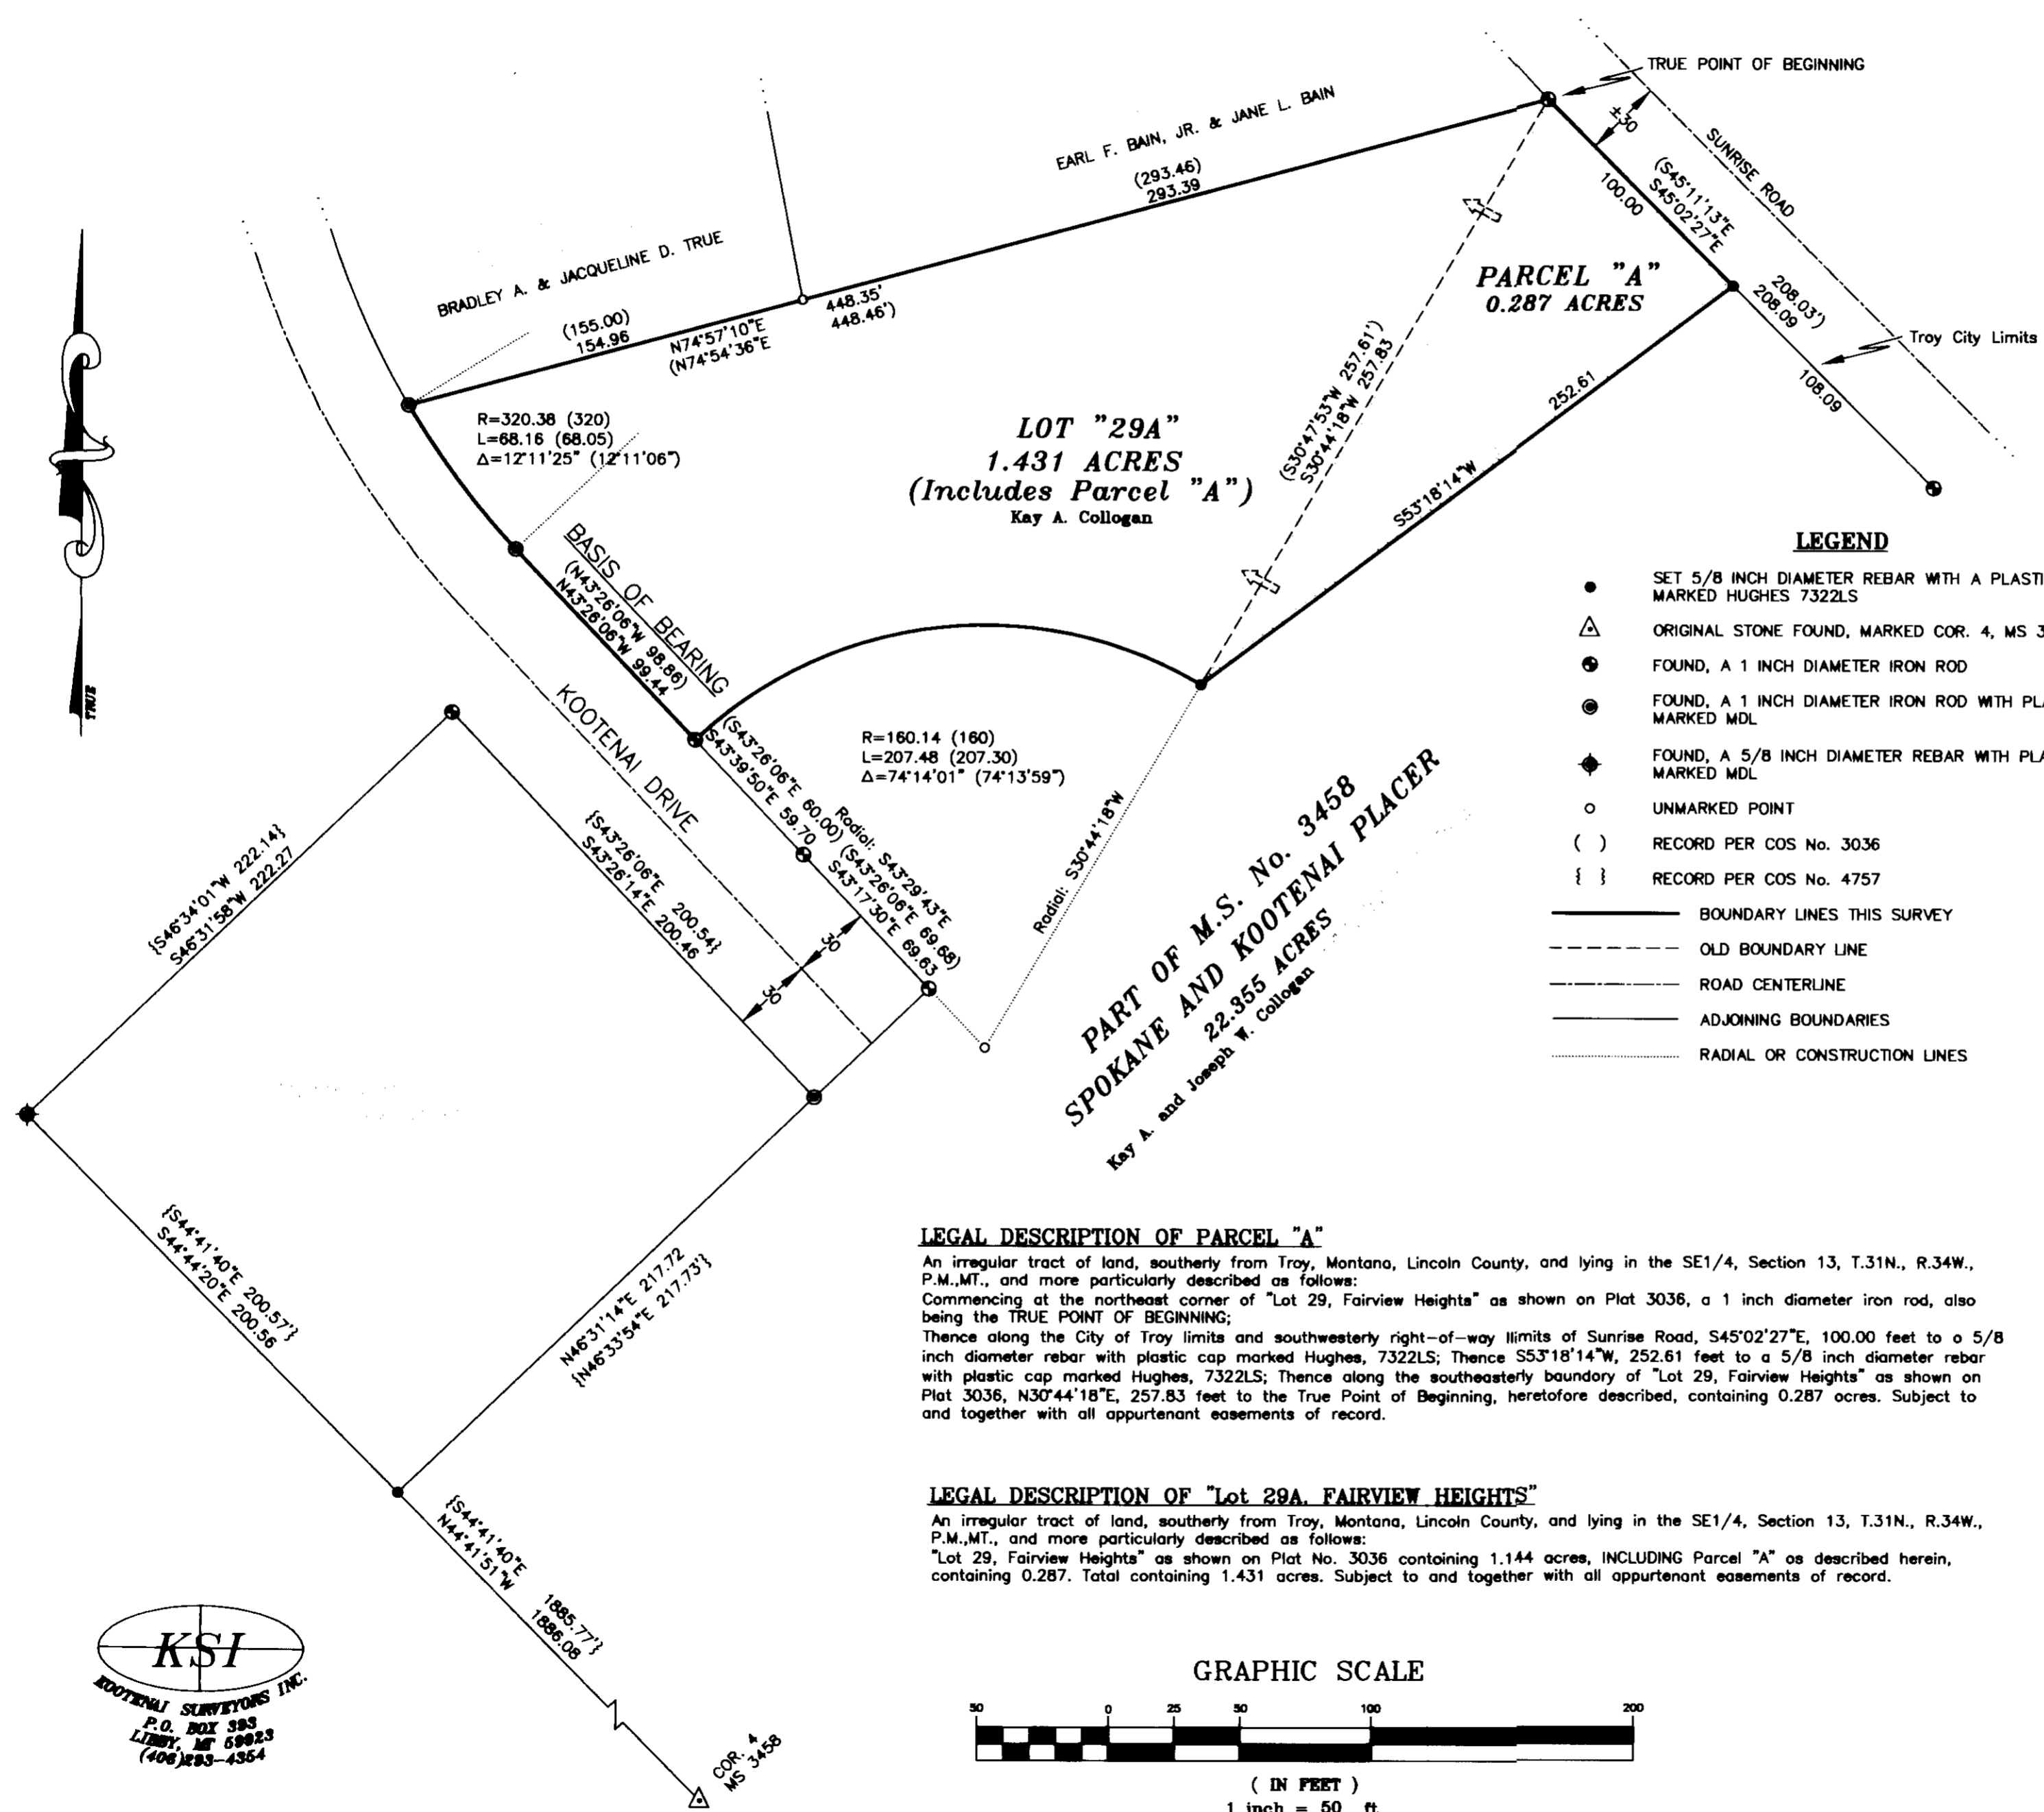 TRUE POINT OF BEGINNING
±30
SUNRISE ROAD
EARL F. BAIN, JR. & JANE L. BAIN
(293.46)
293.39
(S45°11'13"E
S45°02'27"E
100.00
208.03')
208.09
Troy City Limits
108.09
PARCEL "A"
0.287 ACRES
BRADLEY A. & JACQUELINE D. TRUE
(155.00)
154.96
N74°57'10"E
(N74°54'36"E
448.35'
448.46')
R=320.38 (320)
L=68.16 (68.05)
Δ=12°11'25" (12°11'06")
LOT "29A"
1.431 ACRES
(Includes Parcel "A")
Kay A. Collogan
(S30°47'53"W 257.61')
S30°44'18"W 257.83
252.61
S53°18'14"W
TRUE
BASIS OF BEARING
(N43°26'06"W 98.86)
N43°26'06"W 99.44
KOOTENAI DRIVE
R=160.14 (160)
L=207.48 (207.30)
Δ=74°14'01" (74°13'59")
(S43°26'06"E 60.00)
(S43°39'50"E 59.70
Radial: S43°29'43"E
(S43°26'06"E 69.68)
S43°17'30"E 69.63
Radial: S30°44'18"W
30
30
{S43°26'06"E 200.54}
S43°26'14"E 200.46
{S46°34'01"W 222.14}
S46°31'58"W 222.27
{S44°41'40"E 200.57'}
S44°44'20"E 200.56
N46°31'14"E 217.72
{N46°33'54"E 217.73'}
{S44°41'40"E 1885.77'}
N44°41'51"W 1886.08
COR. 4
MS 3458
PART OF M.S. No. 3458
SPOKANE AND KOOTENAI PLACER
22.355 ACRES
Kay A. and Joseph W. Collogan
LEGEND
SET 5/8 INCH DIAMETER REBAR WITH A PLASTI
MARKED HUGHES 7322LS
ORIGINAL STONE FOUND, MARKED COR. 4, MS 3
FOUND, A 1 INCH DIAMETER IRON ROD
FOUND, A 1 INCH DIAMETER IRON ROD WITH PLA
MARKED MDL
FOUND, A 5/8 INCH DIAMETER REBAR WITH PLA
MARKED MDL
UNMARKED POINT
( ) RECORD PER COS No. 3036
{ } RECORD PER COS No. 4757
BOUNDARY LINES THIS SURVEY
OLD BOUNDARY LINE
ROAD CENTERLINE
ADJOINING BOUNDARIES
RADIAL OR CONSTRUCTION LINES
LEGAL DESCRIPTION OF PARCEL "A"
An irregular tract of land, southerly from Troy, Montana, Lincoln County, and lying in the SE1/4, Section 13, T.31N., R.34W.,
P.M.,MT., and more particularly described as follows:
Commencing at the northeast corner of "Lot 29, Fairview Heights" as shown on Plat 3036, a 1 inch diameter iron rod, also
being the TRUE POINT OF BEGINNING;
Thence along the City of Troy limits and southwesterly right-of-way llimits of Sunrise Road, S45°02'27"E, 100.00 feet to o 5/8
inch diameter rebar with plastic cap marked Hughes, 7322LS; Thence S53°18'14"W, 252.61 feet to a 5/8 inch diameter rebar
with plastic cap marked Hughes, 7322LS; Thence along the southeasterly boundory of "Lot 29, Fairview Heights" as shown on
Plat 3036, N30°44'18"E, 257.83 feet to the True Point of Beginning, heretofore described, containing 0.287 ocres. Subject to
and together with all appurtenant easements of record.
LEGAL DESCRIPTION OF "Lot 29A, FAIRVIEW HEIGHTS"
An irregular tract of land, southerly from Troy, Montana, Lincoln County, and lying in the SE1/4, Section 13, T.31N., R.34W.,
P.M.,MT., and more particularly described as follows:
"Lot 29, Fairview Heights" as shown on Plat No. 3036 contoining 1.144 acres, INCLUDING Parcel "A" os described herein,
containing 0.287. Total containing 1.431 acres. Subject to and together with all appurtenant easements of record.
KSI
KOOTENAI SURVEYORS INC.
P.O. BOX 393
LIBBY, MT 59923
(406)293-4354
GRAPHIC SCALE
50 0 25 50 100 200
( IN FEET )
1 inch = 50 ft.